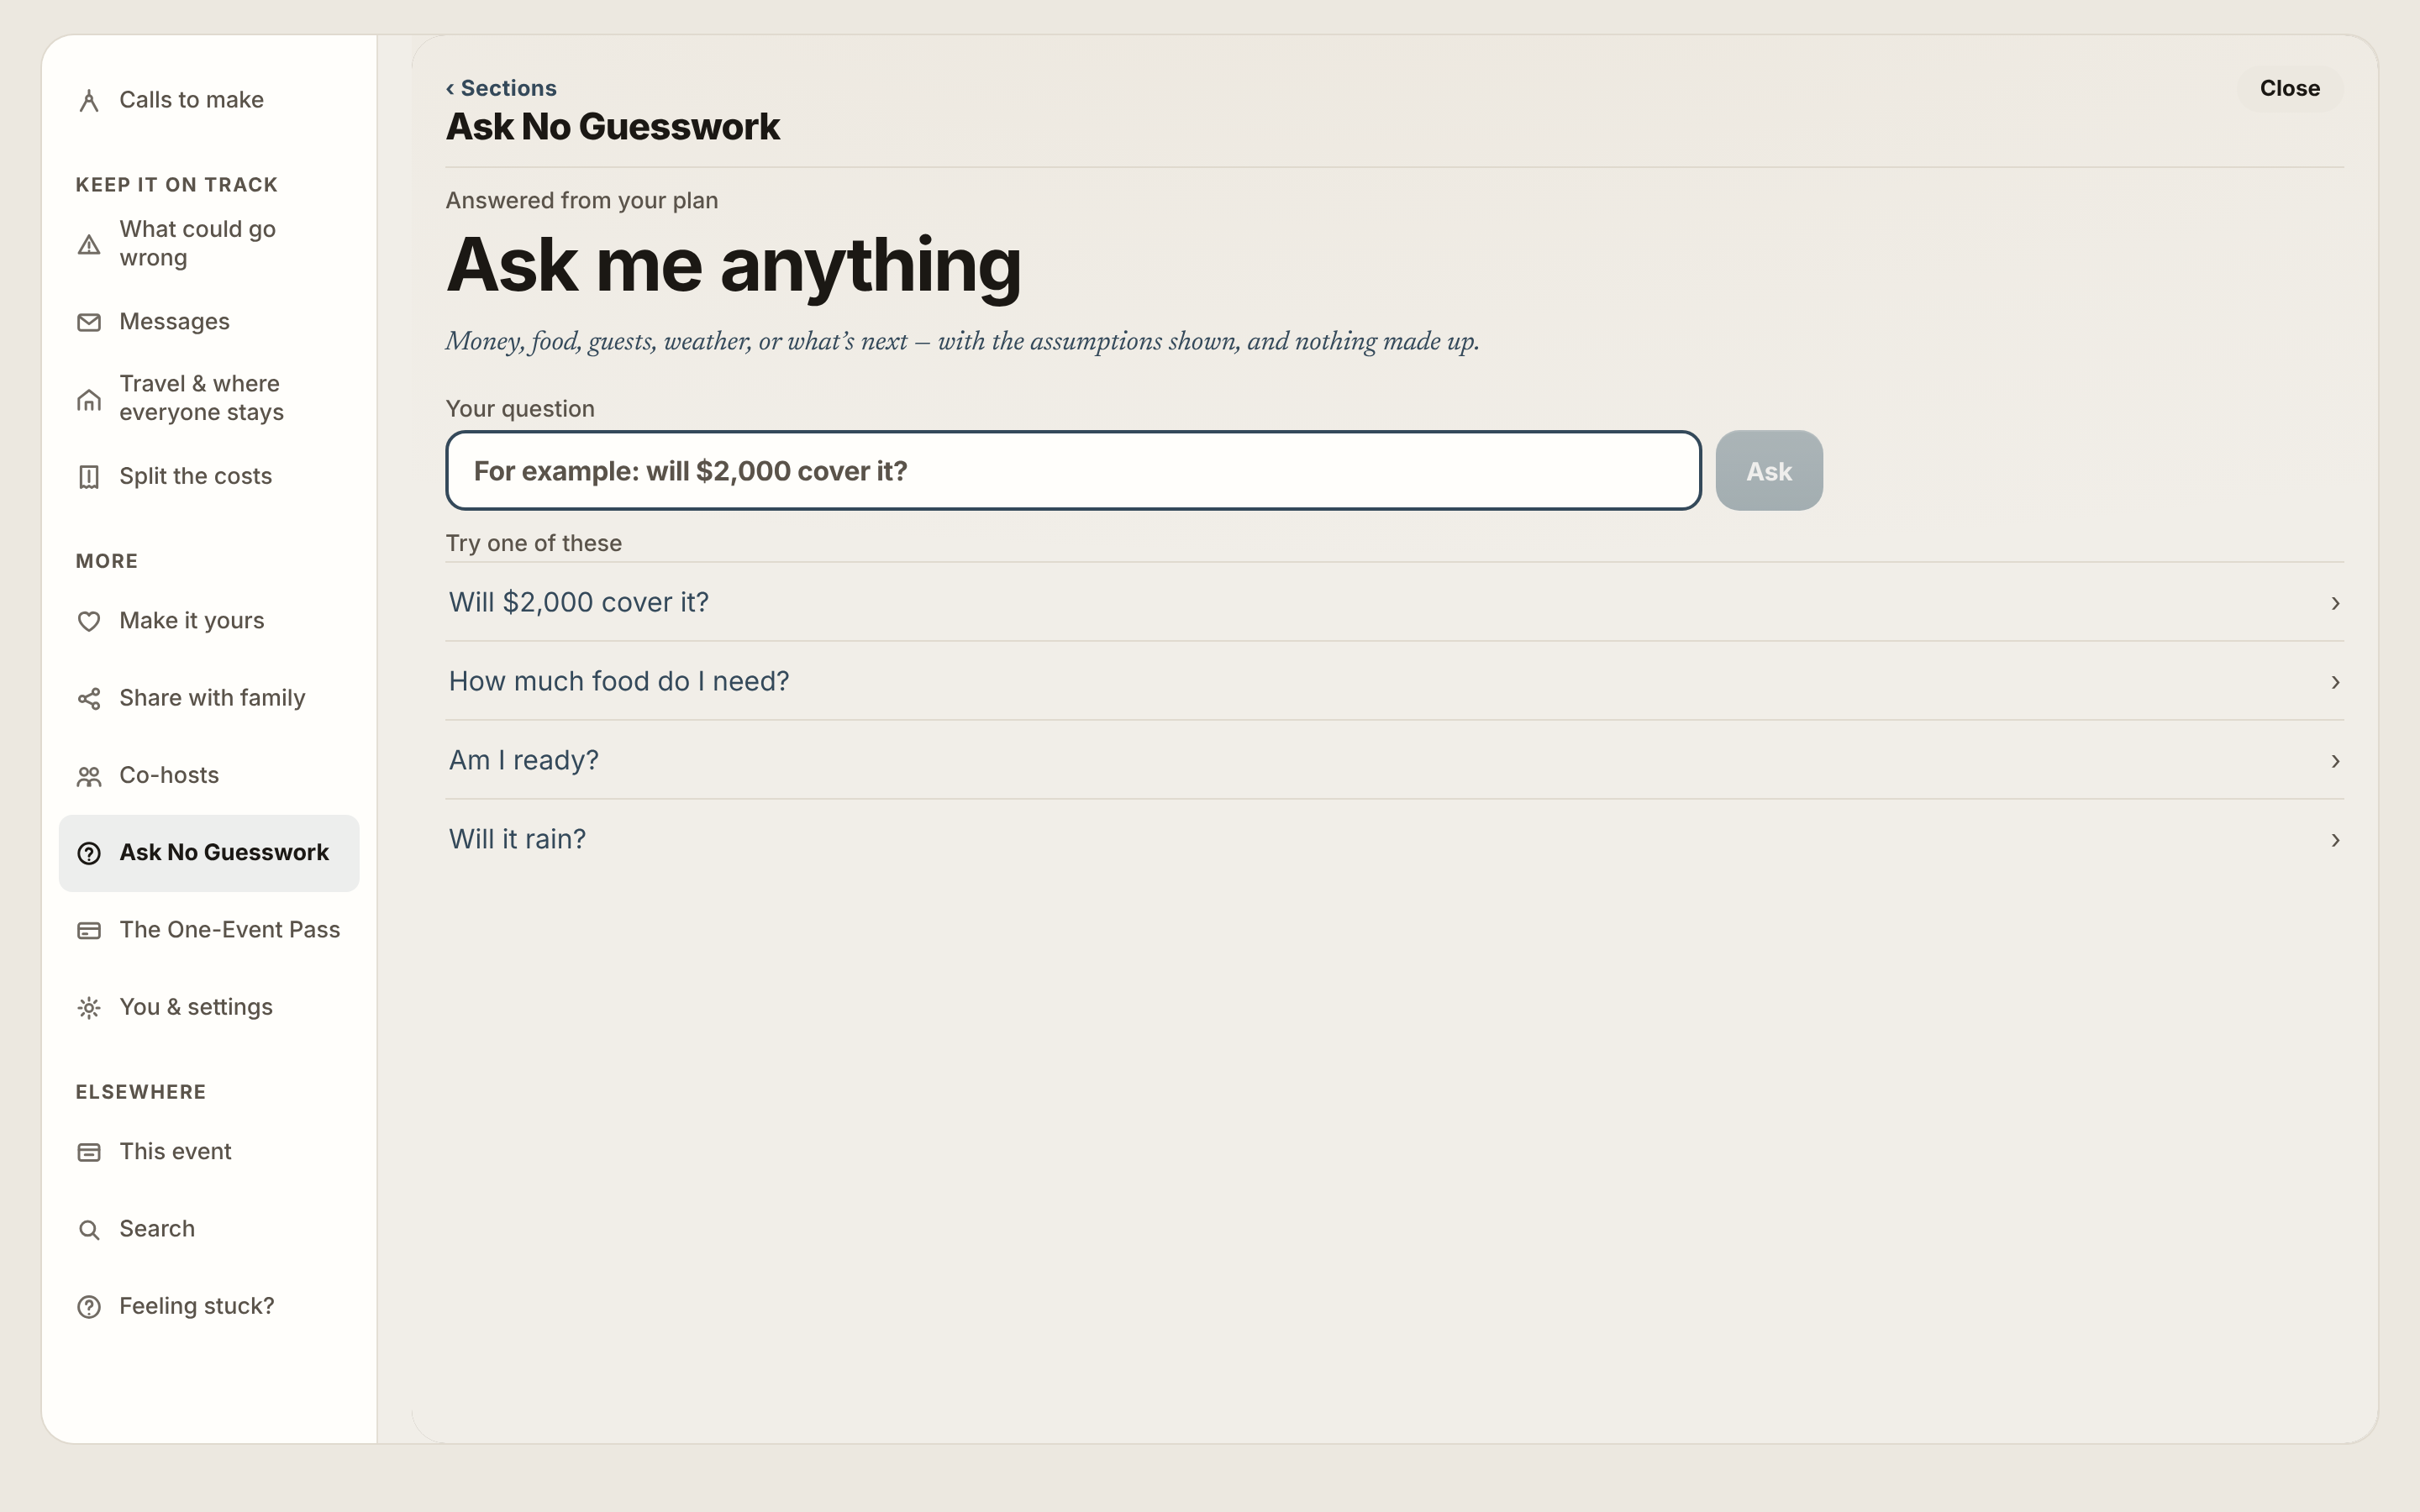 Calls to make
KEEP IT ON TRACK
What could go
wrong
Messages
Travel & where
everyone stays
Split the costs
MORE
Make it yours
Share with family
Co-hosts
Ask No Guesswork
The One-Event Pass
You & settings
ELSEWHERE
This event
Search
Feeling stuck?
‹ Sections
Close
Ask No Guesswork
Answered from your plan
Ask me anything
Money, food, guests, weather, or what’s next – with the assumptions shown, and nothing made up.
Your question
For example: will $2,000 cover it?
Ask
Try one of these
Will $2,000 cover it?
How much food do I need?
Am I ready?
Will it rain?